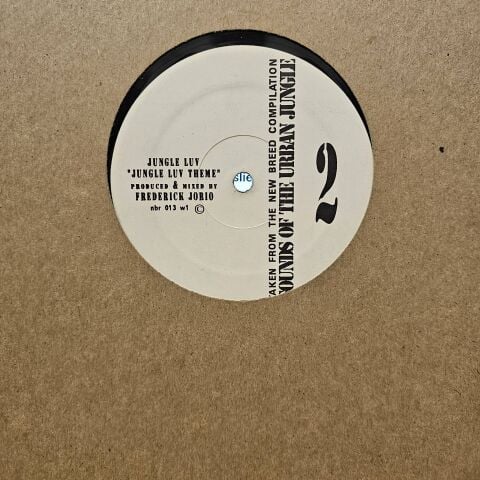 JUNGLE LUV
"JUNGLE LUV THEME"
PRODUCED & MIXED BY
FREDERICK JORIO
nbr 013 w1 ©
slie
TAKEN FROM THE NEW BREED COMPILATION
SOUNDS OF THE URBAN JUNGLE
2